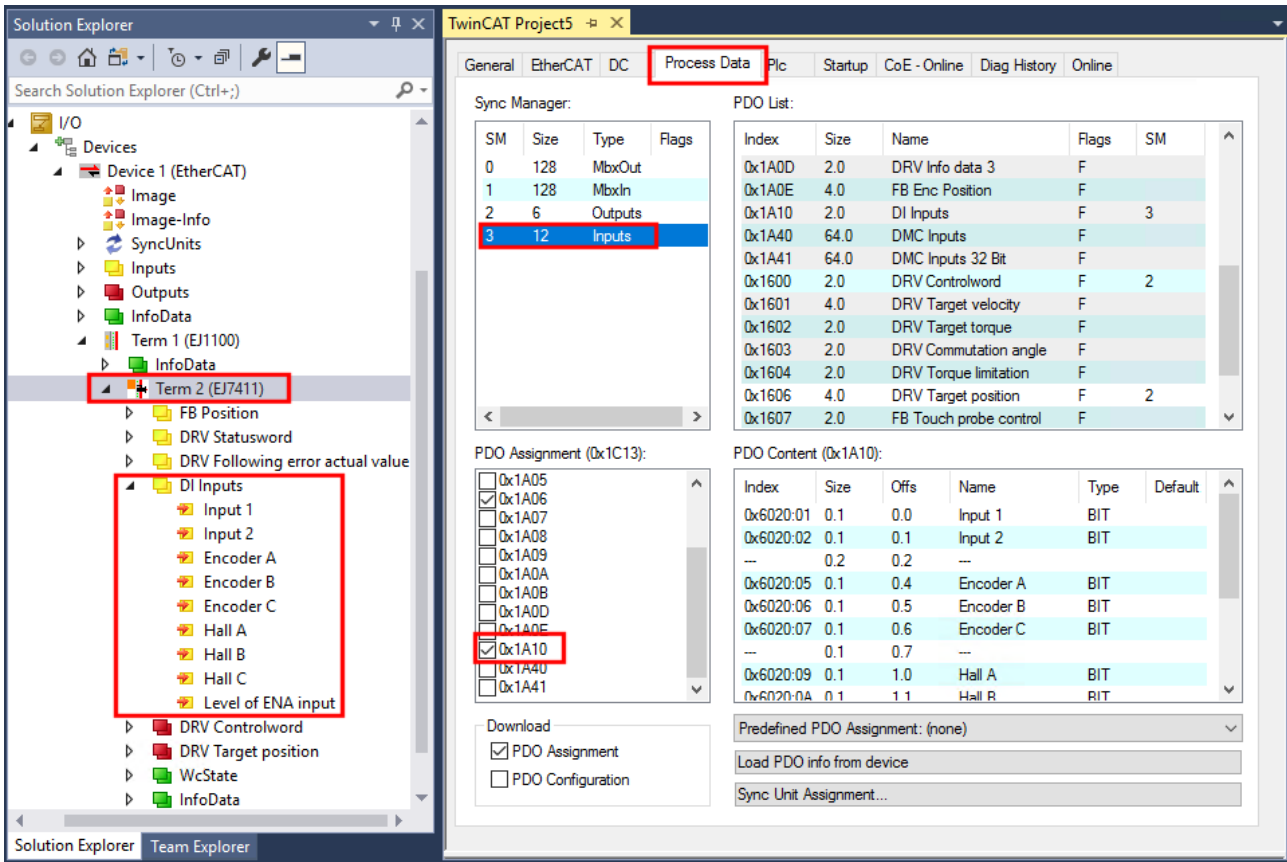 Solution Explorer
Search Solution Explorer (Ctrl+;)
I/O
Devices
Device 1 (EtherCAT)
Image
Image-Info
SyncUnits
Inputs
Outputs
InfoData
Term 1 (EJ1100)
InfoData
Term 2 (EJ7411)
FB Position
DRV Statusword
DRV Following error actual value
DI Inputs
Input 1
Input 2
Encoder A
Encoder B
Encoder C
Hall A
Hall B
Hall C
Level of ENA input
DRV Controlword
DRV Target position
WcState
InfoData
Solution Explorer Team Explorer
TwinCAT Project5
General EtherCAT DC Process Data Plc Startup CoE - Online Diag History Online
Sync Manager:
SM Size Type Flags
0 128 MbxOut
1 128 MbxIn
2 6 Outputs
3 12 Inputs
PDO List:
Index Size Name Flags SM
0x1A0D 2.0 DRV Info data 3 F
0x1A0E 4.0 FB Enc Position F
0x1A10 2.0 DI Inputs F 3
0x1A40 64.0 DMC Inputs F
0x1A41 64.0 DMC Inputs 32 Bit F
0x1600 2.0 DRV Controlword F 2
0x1601 4.0 DRV Target velocity F
0x1602 2.0 DRV Target torque F
0x1603 2.0 DRV Commutation angle F
0x1604 2.0 DRV Torque limitation F
0x1606 4.0 DRV Target position F 2
0x1607 2.0 FB Touch probe control F
PDO Assignment (0x1C13):
0x1A05
0x1A06
0x1A07
0x1A08
0x1A09
0x1A0A
0x1A0B
0x1A0D
0x1A0E
0x1A10
0x1A40
0x1A41
PDO Content (0x1A10):
Index Size Offs Name Type Default
0x6020:01 0.1 0.0 Input 1 BIT
0x6020:02 0.1 0.1 Input 2 BIT
--- 0.2 0.2 ---
0x6020:05 0.1 0.4 Encoder A BIT
0x6020:06 0.1 0.5 Encoder B BIT
0x6020:07 0.1 0.6 Encoder C BIT
--- 0.1 0.7 ---
0x6020:09 0.1 1.0 Hall A BIT
0x6020:0A 0.1 1.1 Hall B BIT
Download
PDO Assignment
PDO Configuration
Predefined PDO Assignment: (none)
Load PDO info from device
Sync Unit Assignment...